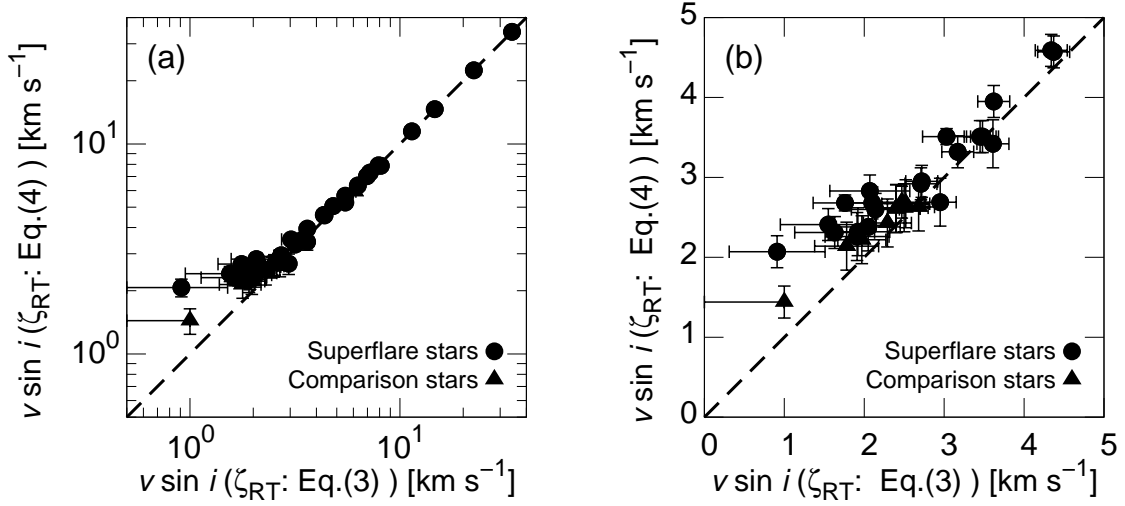 (a)
v sin i (ζRT: Eq.(4) ) [km s−1]
10^1
10^0
Superflare stars
Comparison stars
10^0 10^1
v sin i (ζRT: Eq.(3) ) [km s−1]
(b)
v sin i (ζRT: Eq.(4) ) [km s−1]
5
4
3
2
1
0
Superflare stars
Comparison stars
0 1 2 3 4 5
v sin i (ζRT: Eq.(3) ) [km s−1]